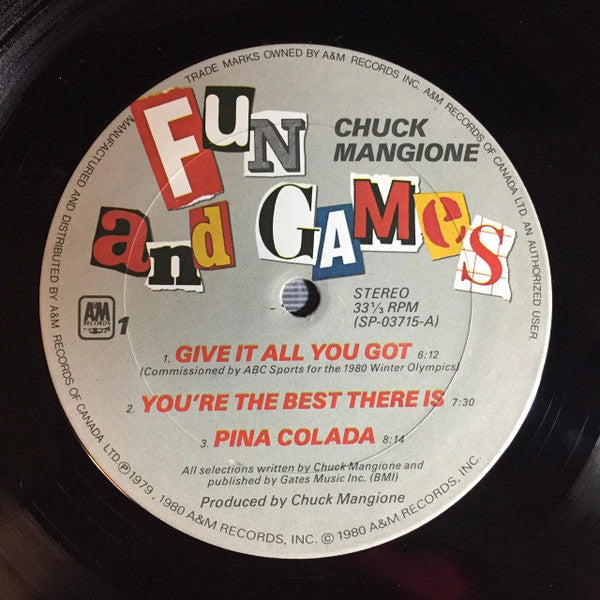 Fun
and GAMeS
CHUCK
MANGIONE
STEREO
33⅓ RPM
(SP-03715-A)
A&M
RECORDS
1
1. GIVE IT ALL YOU GOT 6:12
(Commissioned by ABC Sports for the 1980 Winter Olympics)
2. YOU'RE THE BEST THERE IS 7:30
3. PINA COLADA 8:14
All selections written by Chuck Mangione and
published by Gates Music Inc. (BMI)
Produced by Chuck Mangione
MANUFACTURED AND DISTRIBUTED BY A&M RECORDS OF CANADA LTD. ℗ 1979, 1980 A&M RECORDS, INC. © 1980 A&M RECORDS, INC.
TRADE MARKS OWNED BY A&M RECORDS INC. A&M RECORDS OF CANADA LTD. AN AUTHORIZED USER.